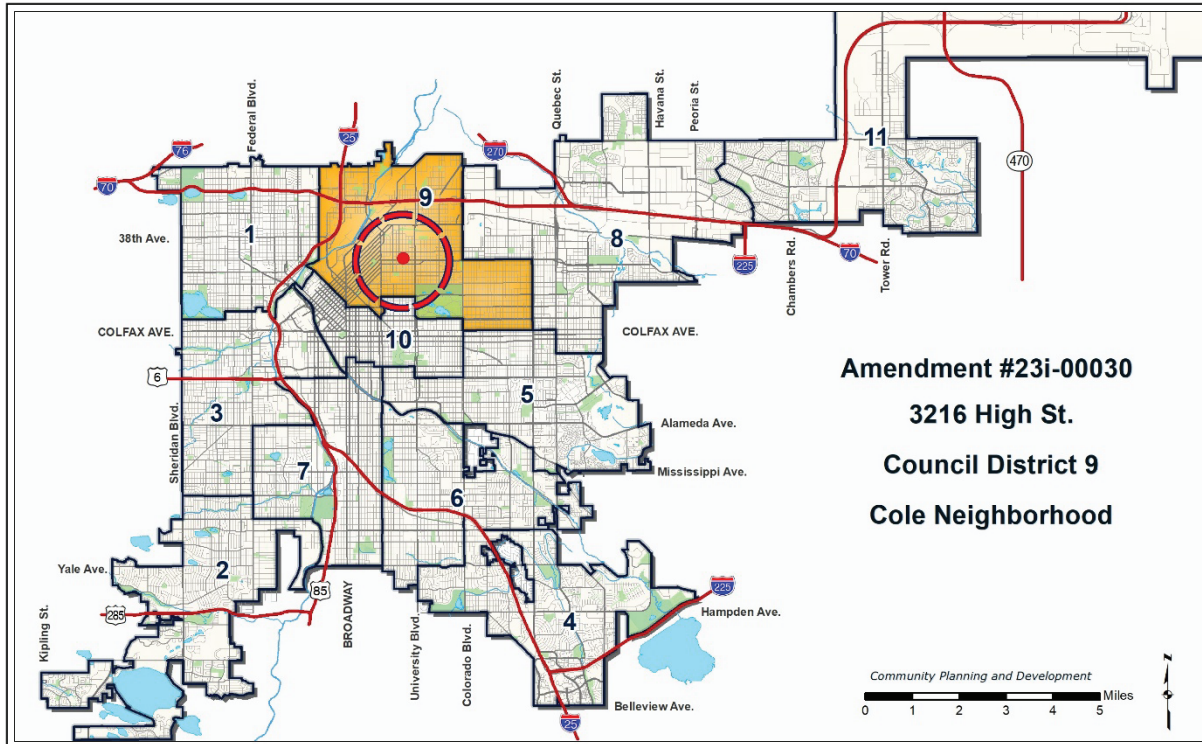 Federal Blvd.
Quebec St.
Havana St.
Peoria St.
25
76
270
11
470
70
9
1
38th Ave.
8
225
Chambers Rd.
70
Tower Rd.
COLFAX AVE.
10
COLFAX AVE.
6
Amendment #23i-00030
3216 High St.
Council District 9
Cole Neighborhood
3
5
Sheridan Blvd.
Alameda Ave.
7
Mississippi Ave.
6
Yale Ave.
2
85
BROADWAY
225
285
4
Hampden Ave.
Kipling St.
University Blvd.
Colorado Blvd.
25
Belleview Ave.
Community Planning and Development
Miles
0 1 2 3 4 5
Z